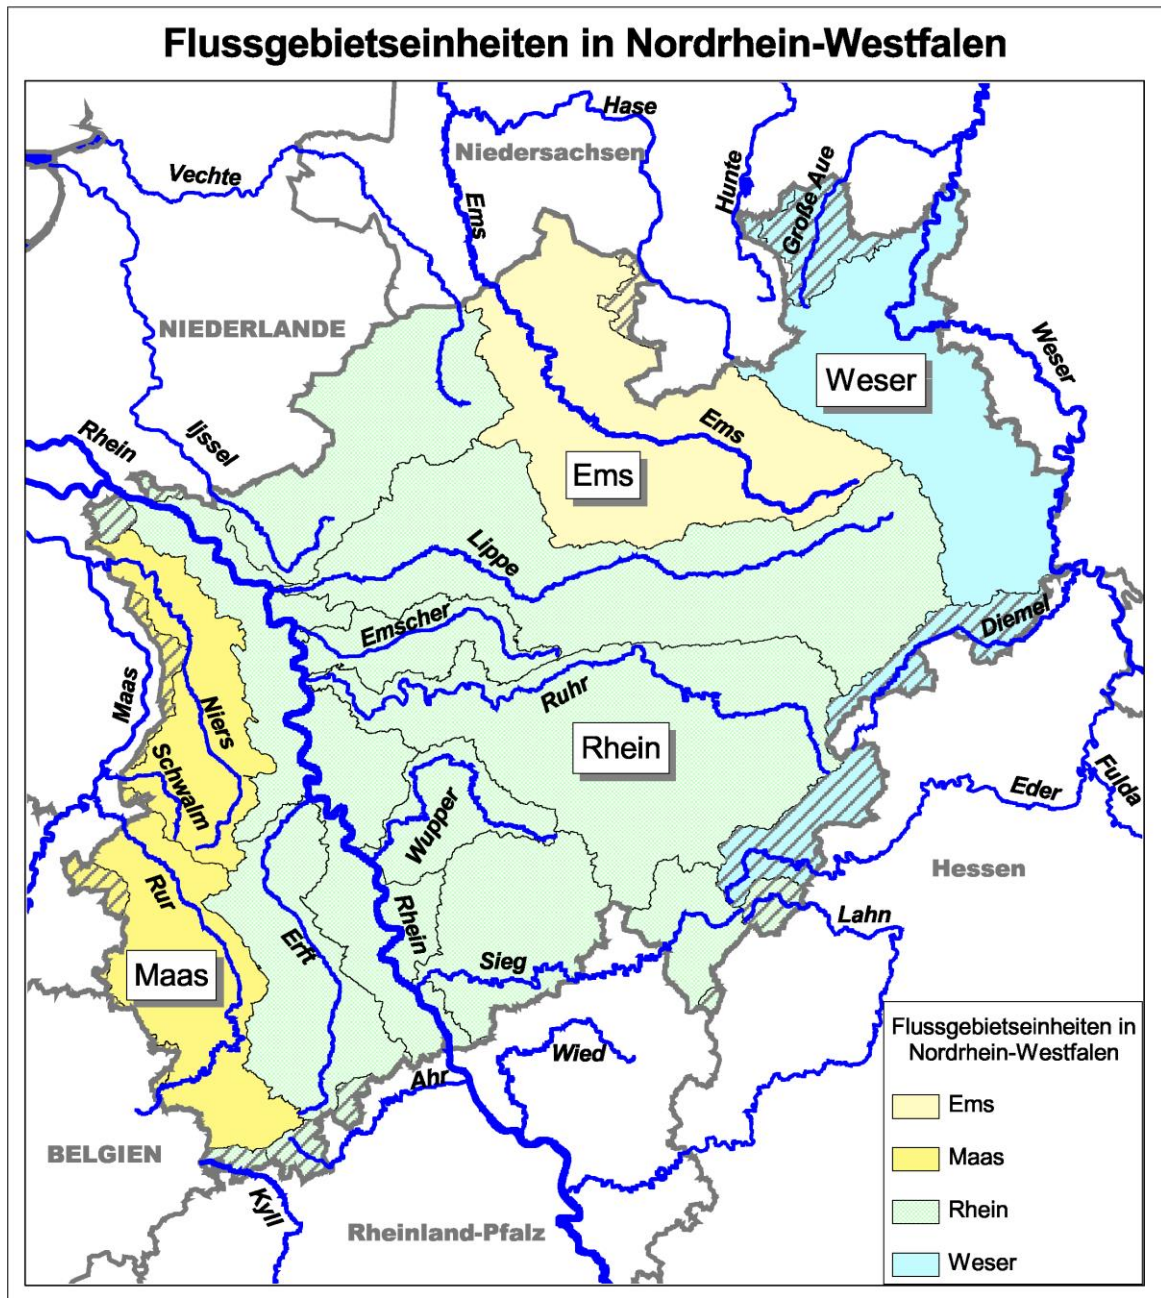 Flussgebietseinheiten in Nordrhein-Westfalen
Hase
Niedersachsen
Vechte
Ems
Hunte
Große Aue
NIEDERLANDE
Weser
Weser
Rhein
Ijssel
Ems
Ems
Lippe
Emscher
Diemel
Maas
Niers
Ruhr
Rhein
Schwalm
Wupper
Eder
Fulda
Hessen
Rur
Rhein
Lahn
Erft
Sieg
Maas
Wied
Ahr
BELGIEN
Kyll
Rheinland-Pfalz
Flussgebietseinheiten in
Nordrhein-Westfalen
Ems
Maas
Rhein
Weser